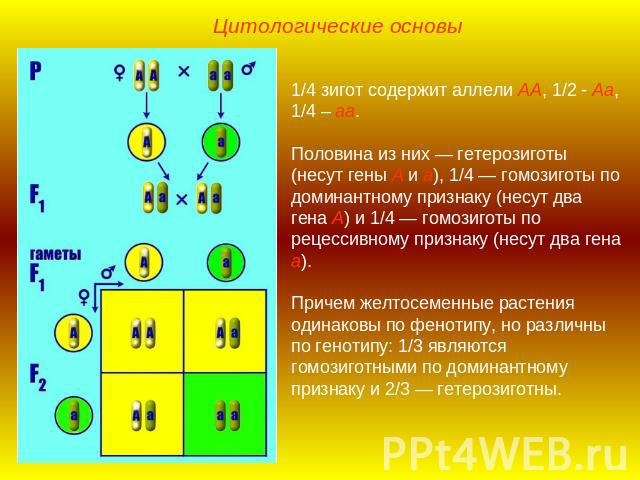 Цитологические основы
P ♀ А А × а а ♂
А а
F1 А а × А а
гаметы
F1 ♂ А а
♀
А А А А а
F2
а А а а а
1/4 зигот содержит аллели АА, 1/2 - Аа,
1/4 – аа.
Половина из них — гетерозиготы
(несут гены А и а), 1/4 — гомозиготы по
доминантному признаку (несут два
гена А) и 1/4 — гомозиготы по
рецессивному признаку (несут два гена
а).
Причем желтосеменные растения
одинаковы по фенотипу, но различны
по генотипу: 1/3 являются
гомозиготными по доминантному
признаку и 2/3 — гетерозиготны.
PPt4WEB.ru